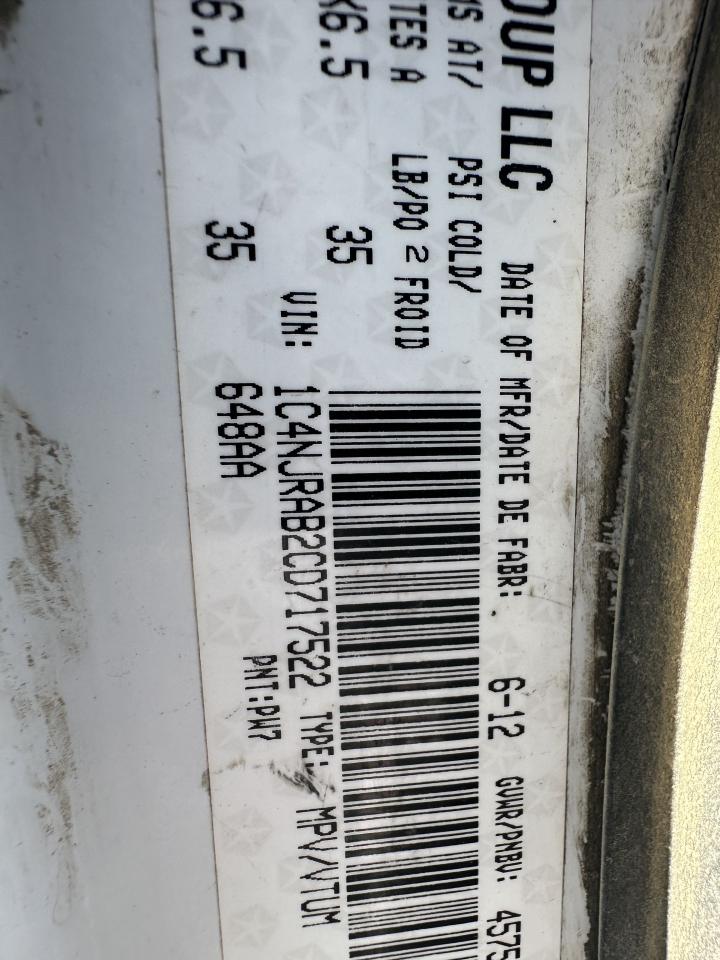 OUP LLC
DATE OF MFR/DATE DE FABR: 6-12 GVWR/PNBV: 4575
MS AT/ PSI COLD/
TES A LB/PO 2 FROID
X6.5 35
6.5 35
VIN: 1C4NJRAB2CD717522 TYPE: MPV/VTUM
648AA PNT:PW7